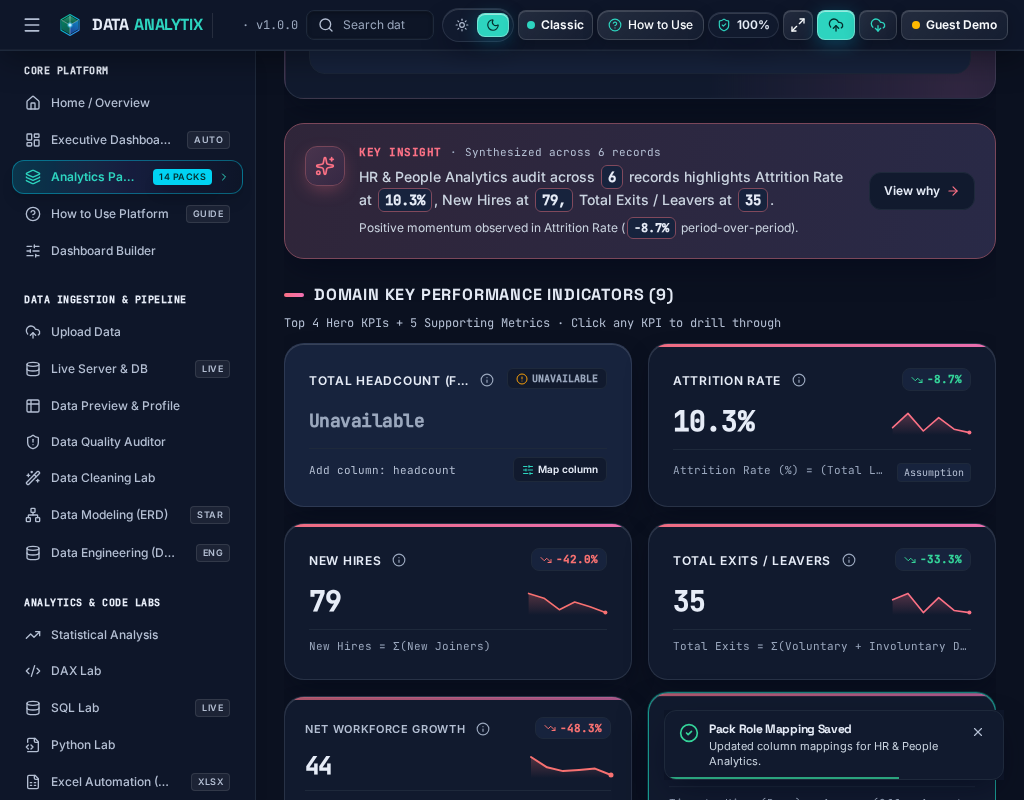 DATA ANALYTIX
· v1.0.0
Search dat
Classic
How to Use
100%
Guest Demo
CORE PLATFORM
Home / Overview
Executive Dashboa... AUTO
Analytics Pa... 14 PACKS
How to Use Platform GUIDE
Dashboard Builder
DATA INGESTION & PIPELINE
Upload Data
Live Server & DB LIVE
Data Preview & Profile
Data Quality Auditor
Data Cleaning Lab
Data Modeling (ERD) STAR
Data Engineering (D... ENG
ANALYTICS & CODE LABS
Statistical Analysis
DAX Lab
SQL Lab LIVE
Python Lab
Excel Automation (... XLSX
KEY INSIGHT · Synthesized across 6 records
HR & People Analytics audit across 6 records highlights Attrition Rate
at 10.3% , New Hires at 79, Total Exits / Leavers at 35 .
Positive momentum observed in Attrition Rate ( -8.7% period-over-period).
View why →
DOMAIN KEY PERFORMANCE INDICATORS (9)
Top 4 Hero KPIs + 5 Supporting Metrics · Click any KPI to drill through
TOTAL HEADCOUNT (F... UNAVAILABLE
Unavailable
Add column: headcount Map column
ATTRITION RATE -8.7%
10.3%
Attrition Rate (%) = (Total L... Assumption
NEW HIRES -42.0%
79
New Hires = Σ(New Joiners)
TOTAL EXITS / LEAVERS -33.3%
35
Total Exits = Σ(Voluntary + Involuntary D...
NET WORKFORCE GROWTH -48.3%
44
Pack Role Mapping Saved
Updated column mappings for HR & People
Analytics.